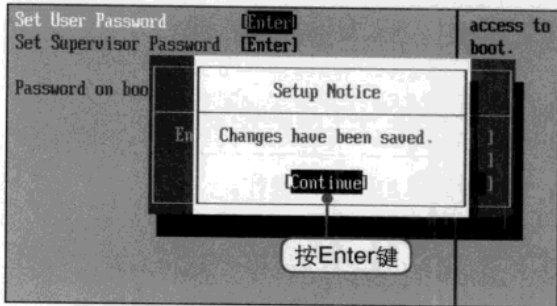 Set User Password [Enter]
Set Supervisor Password [Enter]
Password on boo
access to
boot.
En
Setup Notice
Changes have been saved.
[Continue]
]
]
]
按Enter键